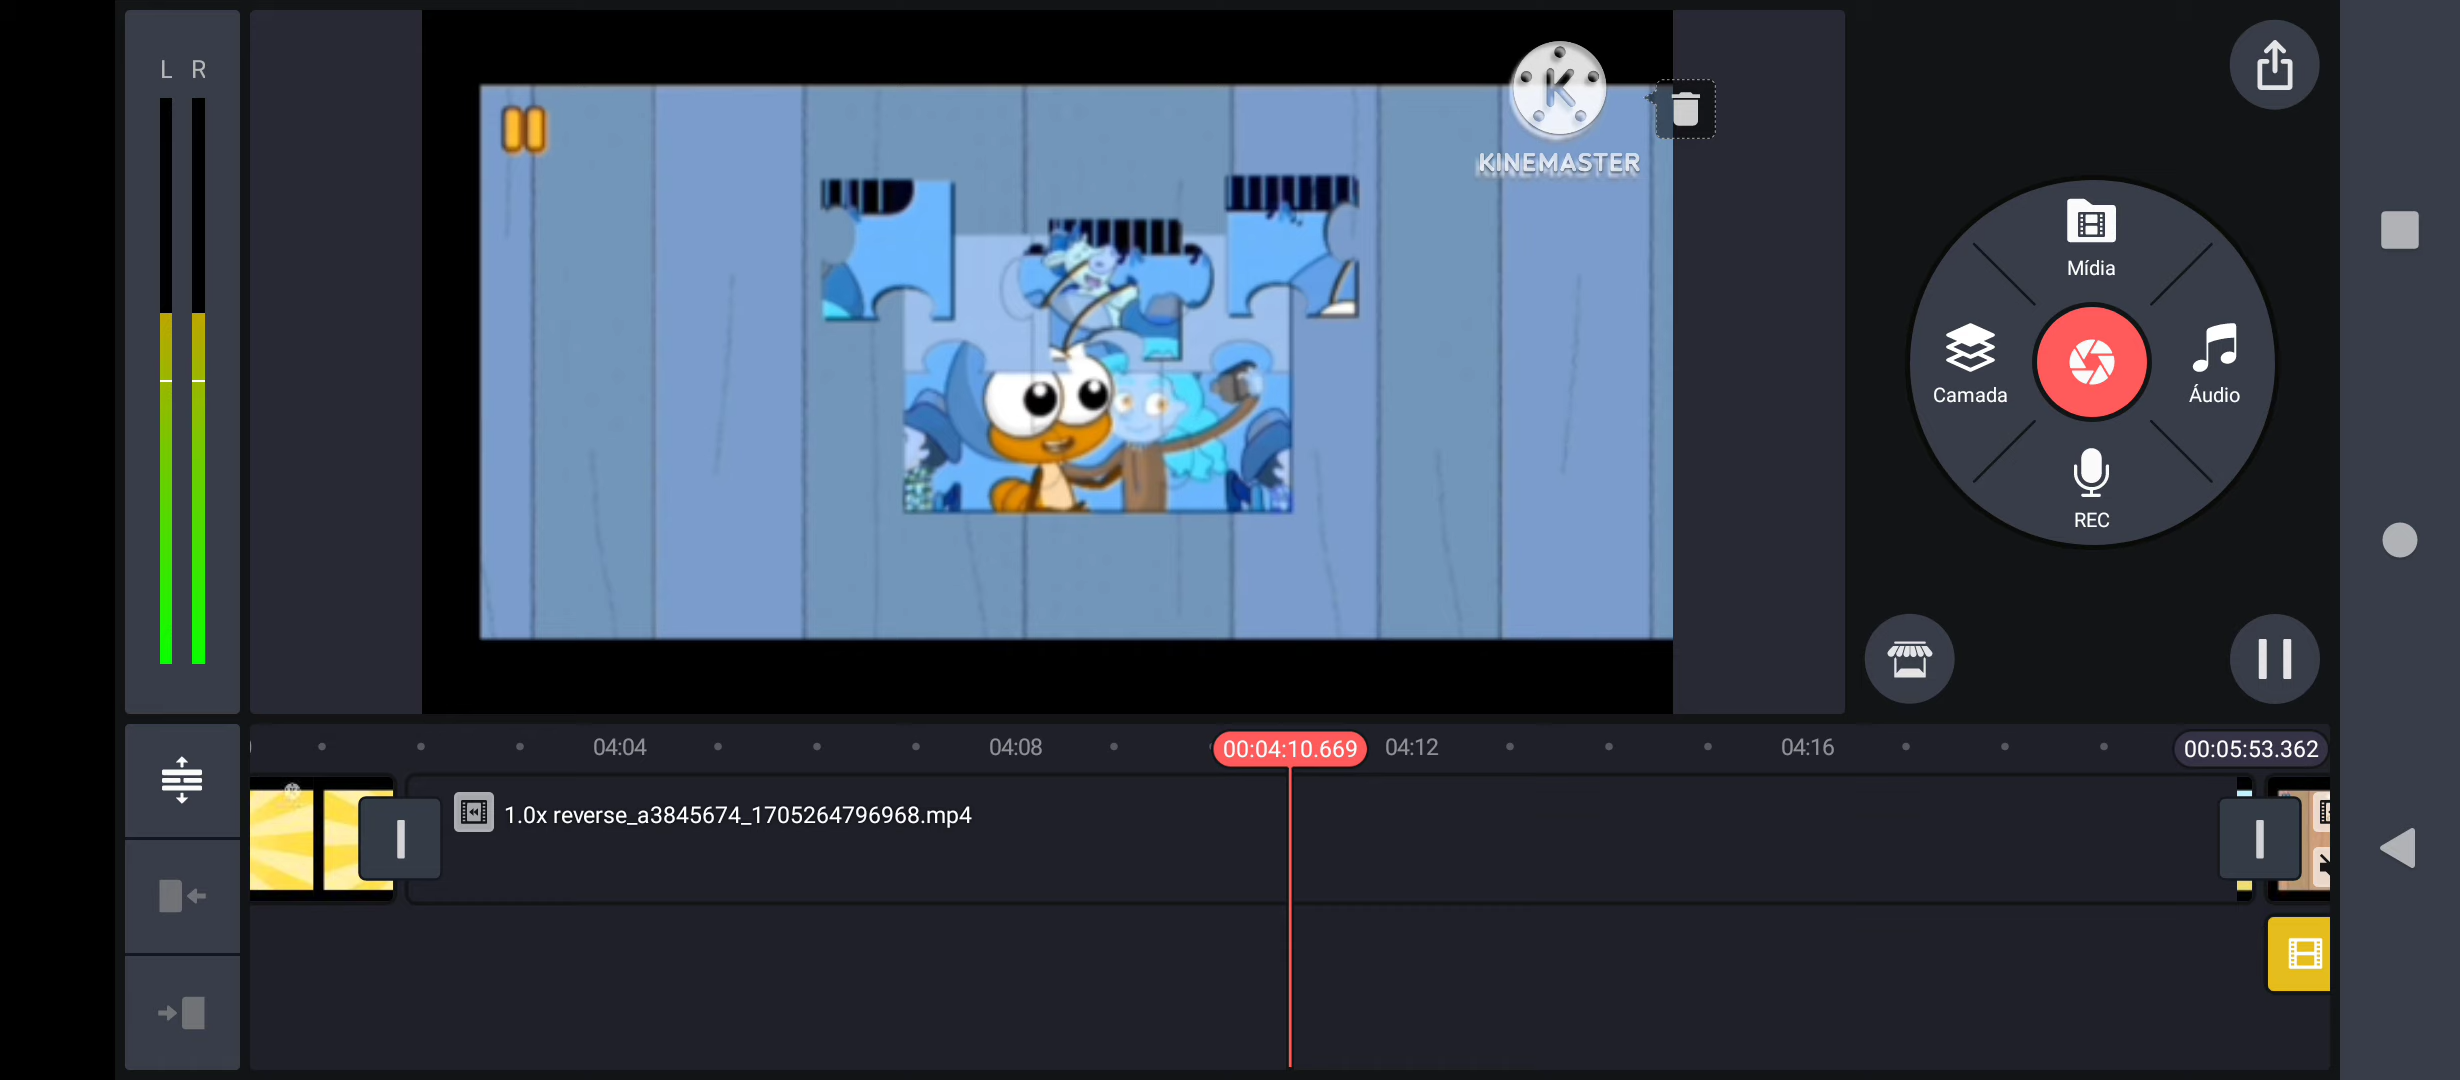 L R
K
KINEMASTER
Mídia
Camada
Áudio
REC
04:04
04:08
00:04:10.669
04:12
04:16
00:05:53.362
1.0x reverse_a3845674_1705264796968.mp4